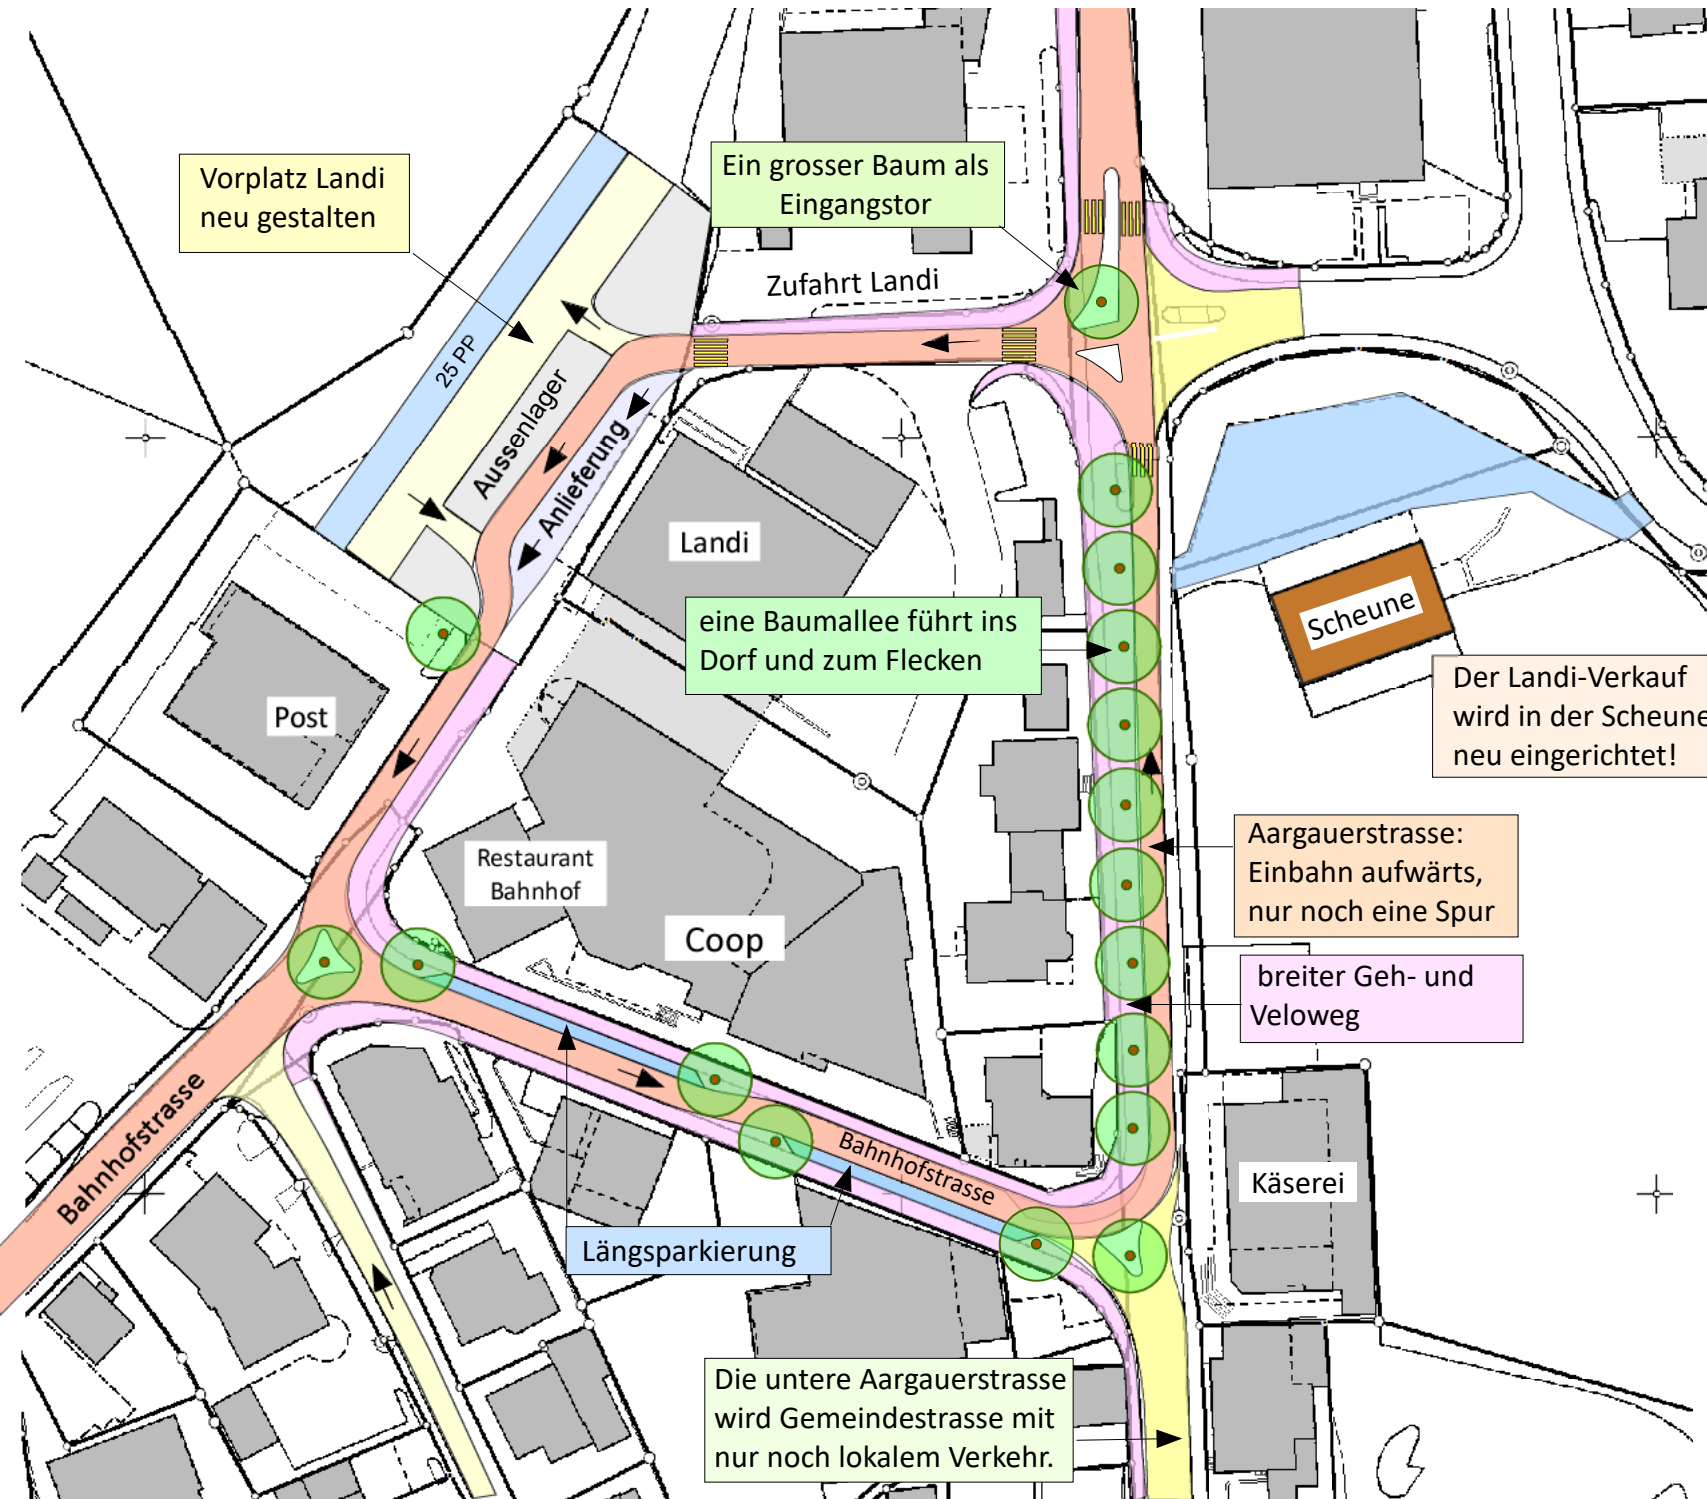 Vorplatz Landi
neu gestalten
Ein grosser Baum als
Eingangstor
Zufahrt Landi
25 PP
Aussenlager
Anlieferung
Landi
eine Baumallee führt ins
Dorf und zum Flecken
Scheune
Der Landi-Verkauf
wird in der Scheune
neu eingerichtet!
Post
Restaurant
Bahnhof
Coop
Aargauerstrasse:
Einbahn aufwärts,
nur noch eine Spur
breiter Geh- und
Veloweg
Bahnhofstrasse
Bahnhofstrasse
Käserei
Längsparkierung
Die untere Aargauerstrasse
wird Gemeindestrasse mit
nur noch lokalem Verkehr.